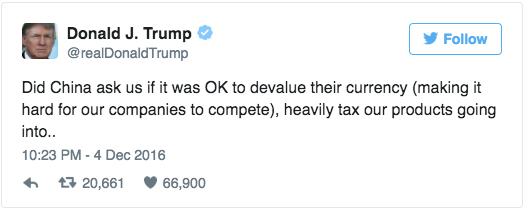 Donald J. Trump
@realDonaldTrump
Follow
Did China ask us if it was OK to devalue their currency (making it
hard for our companies to compete), heavily tax our products going
into..
10:23 PM - 4 Dec 2016
20,661 66,900